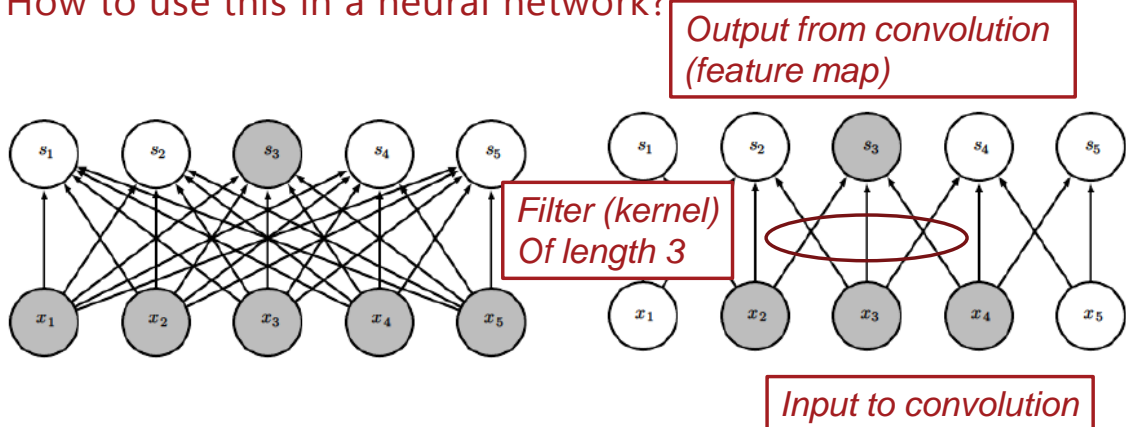 How to use this in a neural network?
Output from convolution
(feature map)
s1 s2 s3 s4 s5
s1 s2 s3 s4 s5
Filter (kernel)
Of length 3
x1 x2 x3 x4 x5
x1 x2 x3 x4 x5
Input to convolution